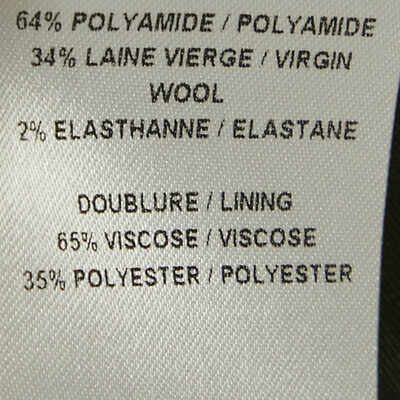 64% POLYAMIDE / POLYAMIDE
34% LAINE VIERGE / VIRGIN
WOOL
2% ELASTHANNE / ELASTANE
DOUBLURE / LINING
65% VISCOSE / VISCOSE
35% POLYESTER / POLYESTER